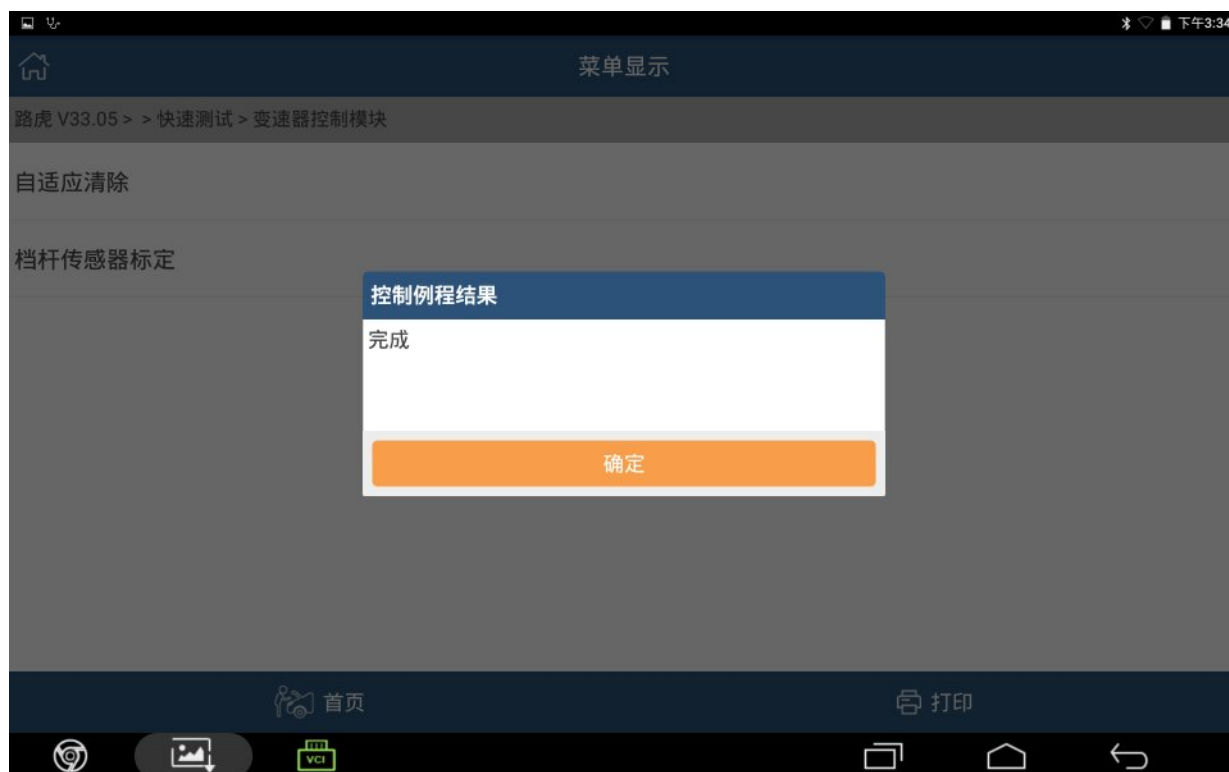 下午3:34
菜单显示
路虎 V33.05 > > 快速测试 > 变速器控制模块
自适应清除
档杆传感器标定
控制例程结果
完成
确定
首页
打印
VCI